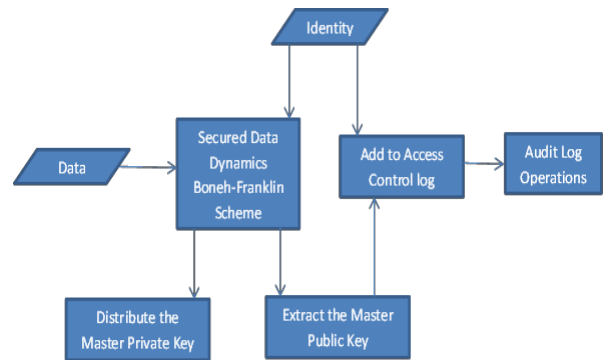 Identity
Secured Data
Dynamics
Boneh-Franklin
Scheme
Data
Add to Access
Control log
Audit Log
Operations
Distribute the
Master Private Key
Extract the Master
Public Key